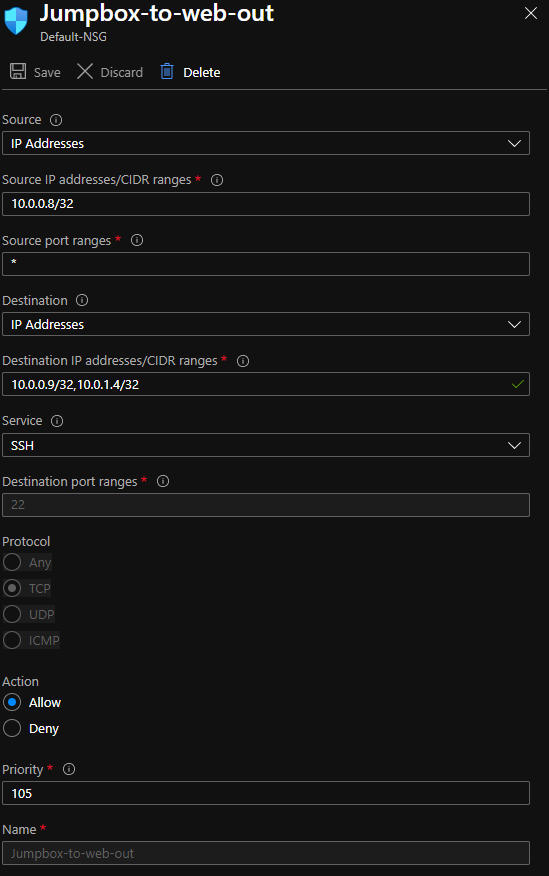 Jumpbox-to-web-out
Default-NSG
Save Discard Delete
Source
IP Addresses
Source IP addresses/CIDR ranges *
10.0.0.8/32
Source port ranges *
*
Destination
IP Addresses
Destination IP addresses/CIDR ranges *
10.0.0.9/32,10.0.1.4/32
Service
SSH
Destination port ranges *
22
Protocol
Any
TCP
UDP
ICMP
Action
Allow
Deny
Priority *
105
Name *
Jumpbox-to-web-out